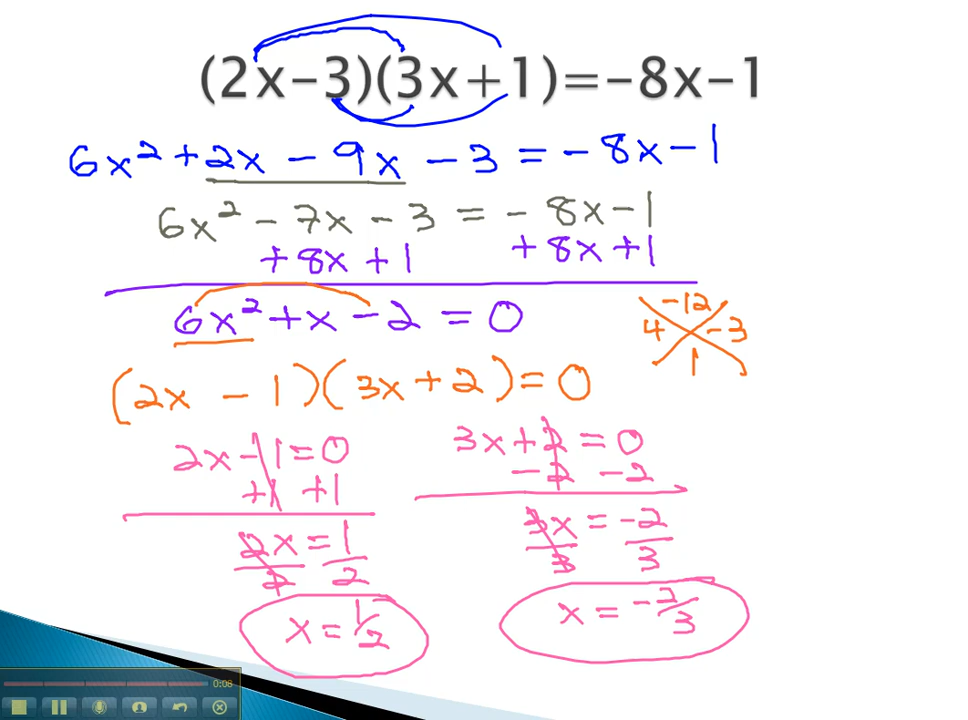 (2x-3)(3x+1)=-8x-1
6x² + 2x - 9x - 3 = -8x - 1
6x² - 7x - 3 = -8x - 1
+8x + 1 +8x + 1
6x² + x - 2 = 0
-12
4 -3
1
(2x - 1)(3x + 2) = 0
2x - 1 = 0 3x + 2 = 0
+1 +1 -2 -2
2x = 1 3x = -2
2 2 3 3
x = 1/2 x = -2/3
0:08